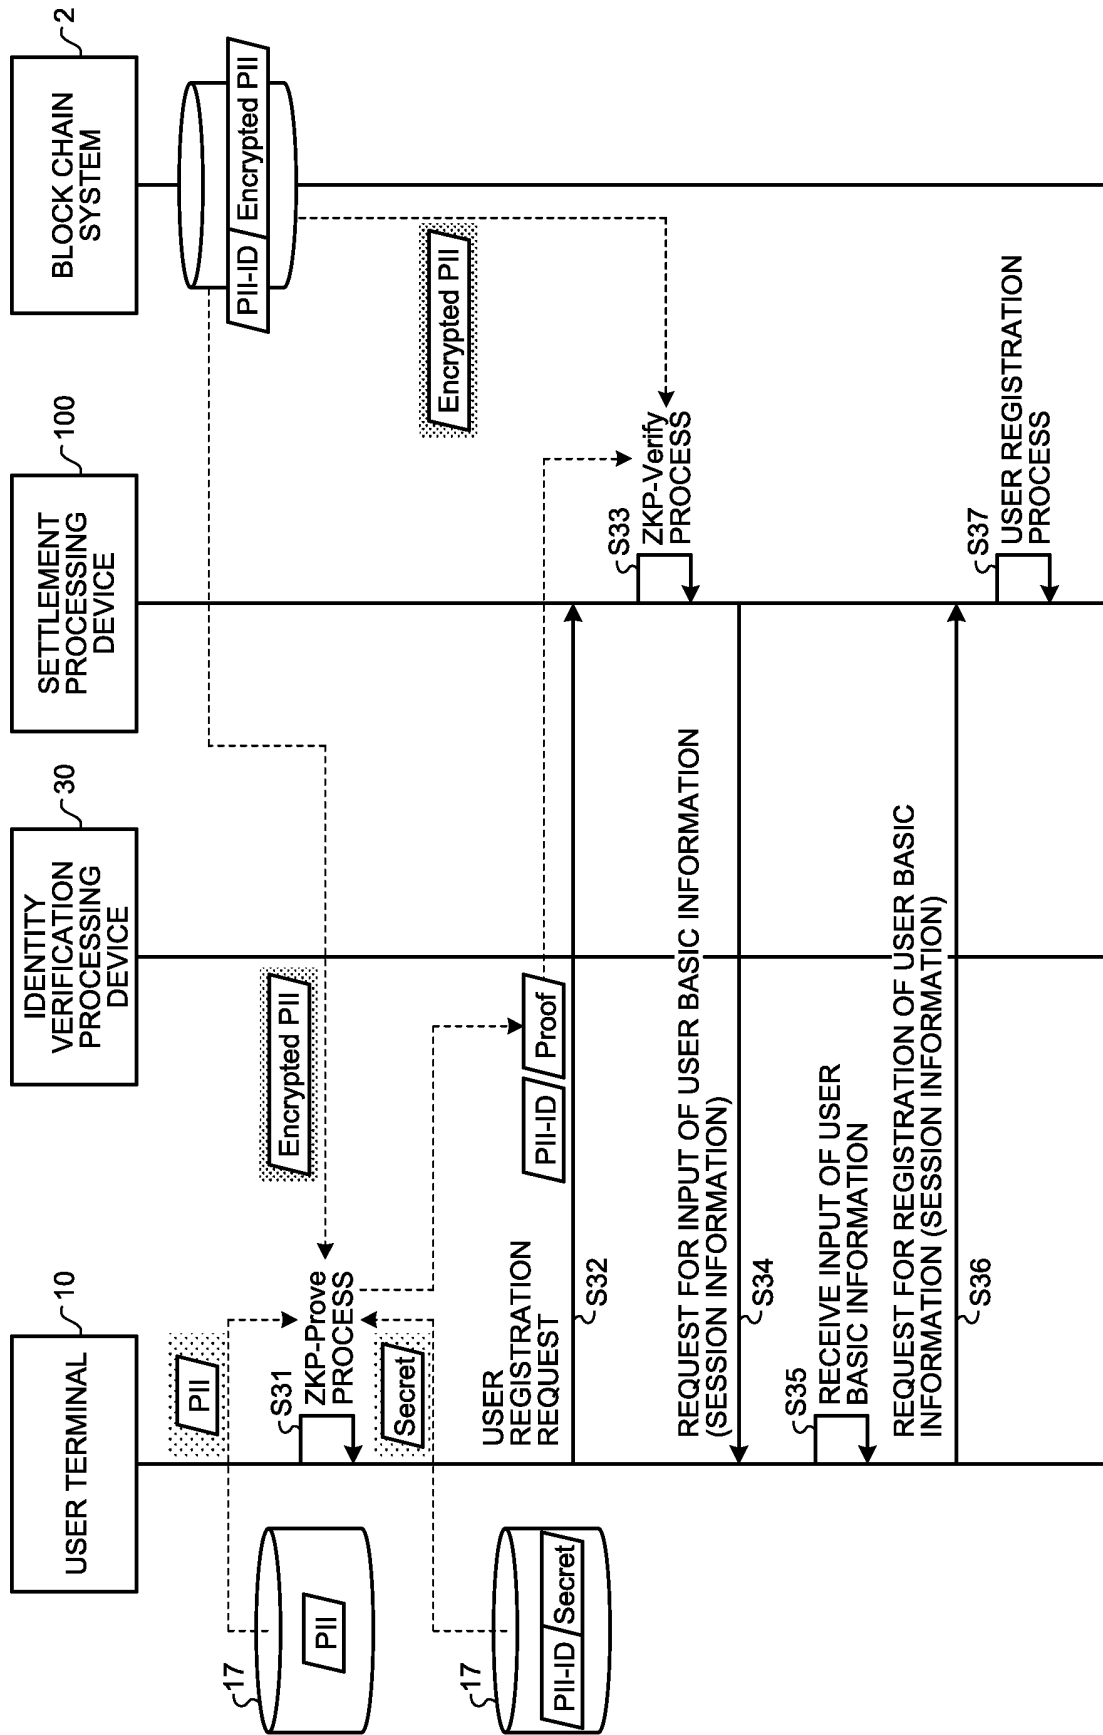 USER TERMINAL
10
IDENTITY
VERIFICATION
PROCESSING
DEVICE
30
SETTLEMENT
PROCESSING
DEVICE
100
BLOCK CHAIN
SYSTEM
2
PII-ID
Encrypted PII
PII
17
PII
Encrypted PII
S31
ZKP-Prove
PROCESS
Secret
17
PII-ID
Secret
Encrypted PII
USER
REGISTRATION
REQUEST
PII-ID
Proof
S32
S33
ZKP-Verify
PROCESS
REQUEST FOR INPUT OF USER BASIC INFORMATION
(SESSION INFORMATION)
S34
S35
RECEIVE INPUT OF USER
BASIC INFORMATION
REQUEST FOR REGISTRATION OF USER BASIC
INFORMATION (SESSION INFORMATION)
S36
S37
USER REGISTRATION
PROCESS